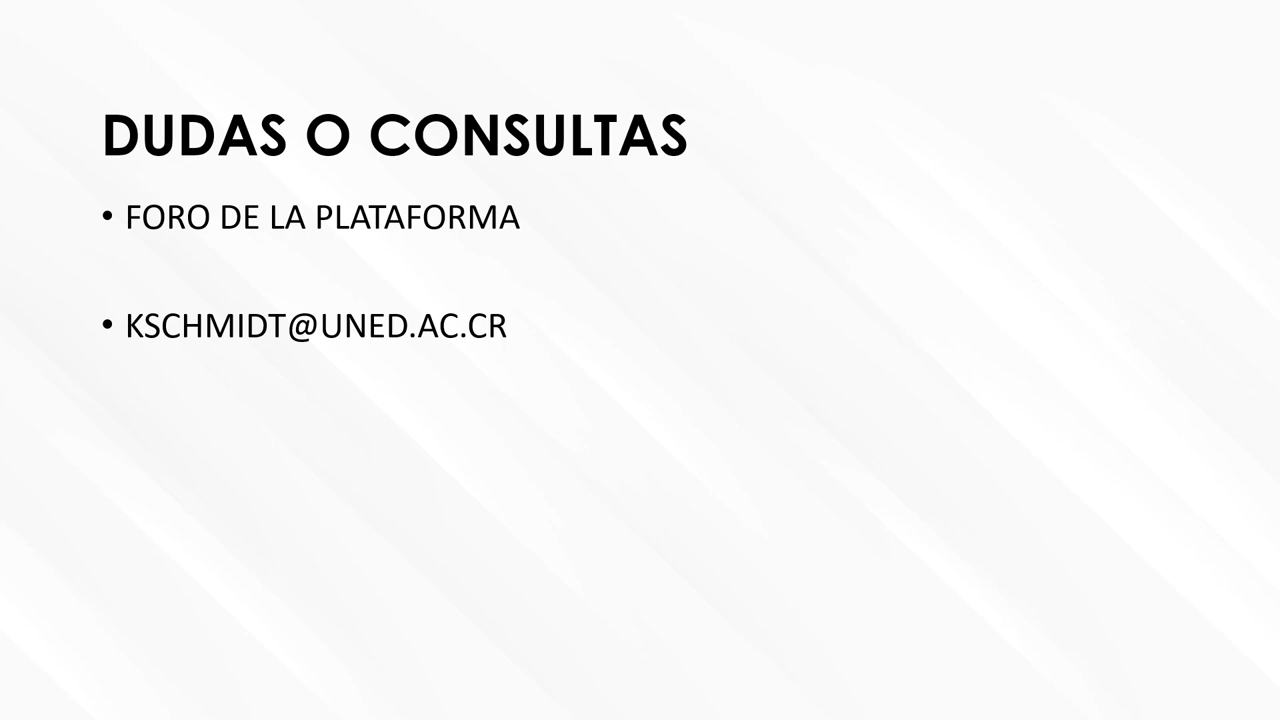 DUDAS O CONSULTAS
• FORO DE LA PLATAFORMA
• KSCHMIDT@UNED.AC.CR